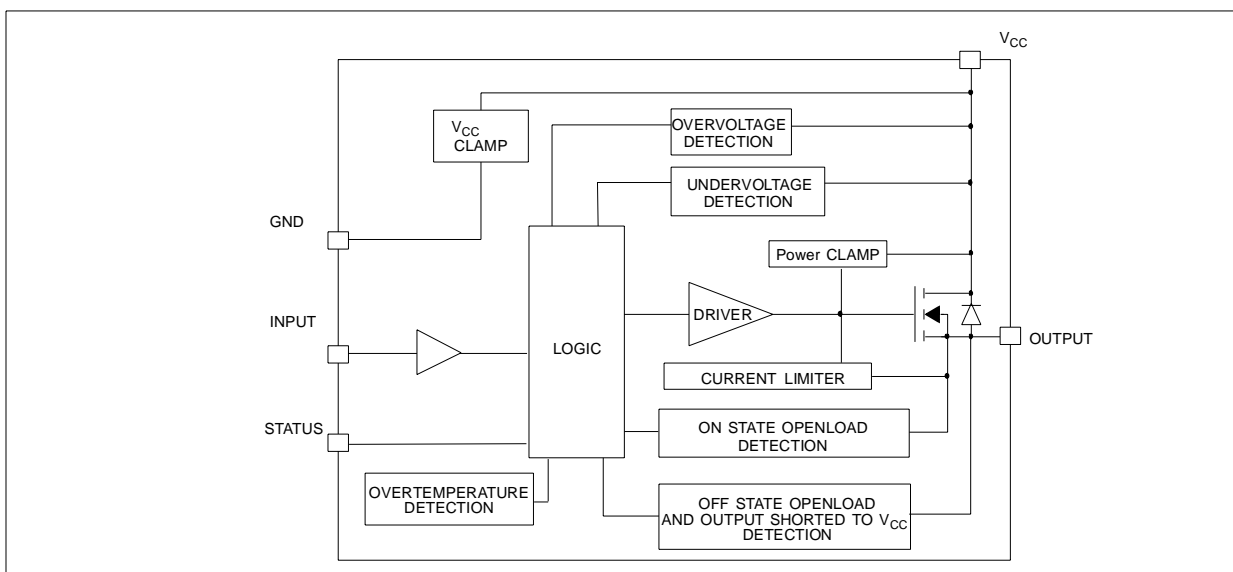 VCC
VCC
CLAMP
OVERVOLTAGE
DETECTION
UNDERVOLTAGE
DETECTION
GND
Power CLAMP
INPUT
DRIVER
LOGIC
OUTPUT
CURRENT LIMITER
STATUS
ON STATE OPENLOAD
DETECTION
OVERTEMPERATURE
DETECTION
OFF STATE OPENLOAD
AND OUTPUT SHORTED TO VCC
DETECTION